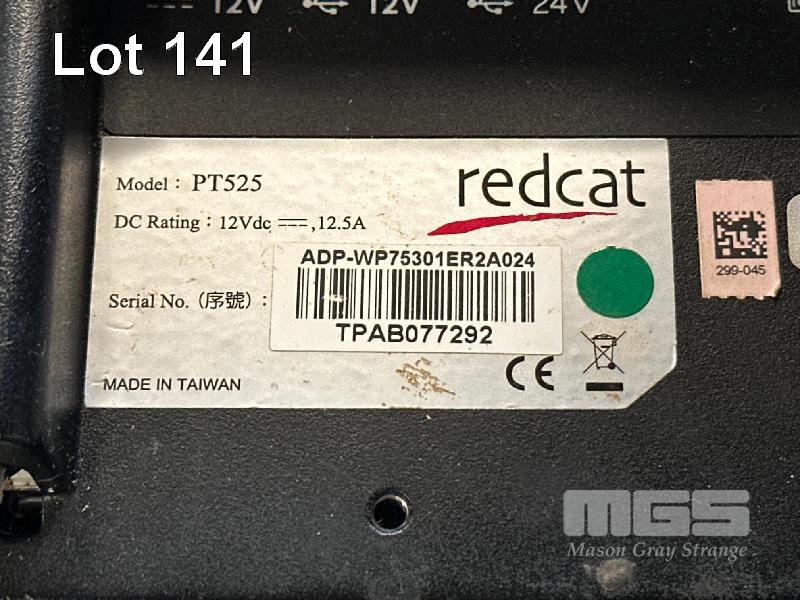 12V 12V 24V
Lot 141
redcat
Model : PT525
DC Rating : 12Vdc ⎓, 12.5A
ADP-WP75301ER2A024
Serial No. (序號) :
TPAB077292
CE
MADE IN TAIWAN
299-045
MGS
Mason Gray Strange